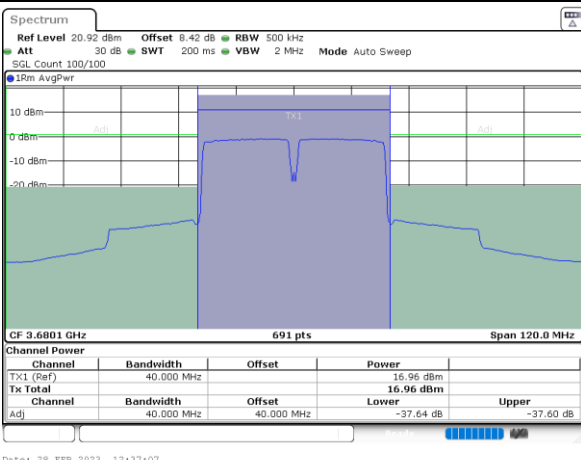 Spectrum
Ref Level 20.92 dBm Offset 8.42 dB RBW 500 kHz
Att 30 dB SWT 200 ms VBW 2 MHz Mode Auto Sweep
SGL Count 100/100
1Rm AvgPwr
10 dBm
TX1
Adj
Adj
0 dBm
-10 dBm
-20 dBm
CF 3.6801 GHz 691 pts Span 120.0 MHz
Channel Power
Channel Bandwidth Offset Power
TX1 (Ref) 40.000 MHz 16.96 dBm
Tx Total 16.96 dBm
Channel Bandwidth Offset Lower Upper
Adj 40.000 MHz 40.000 MHz -37.64 dB -37.60 dB